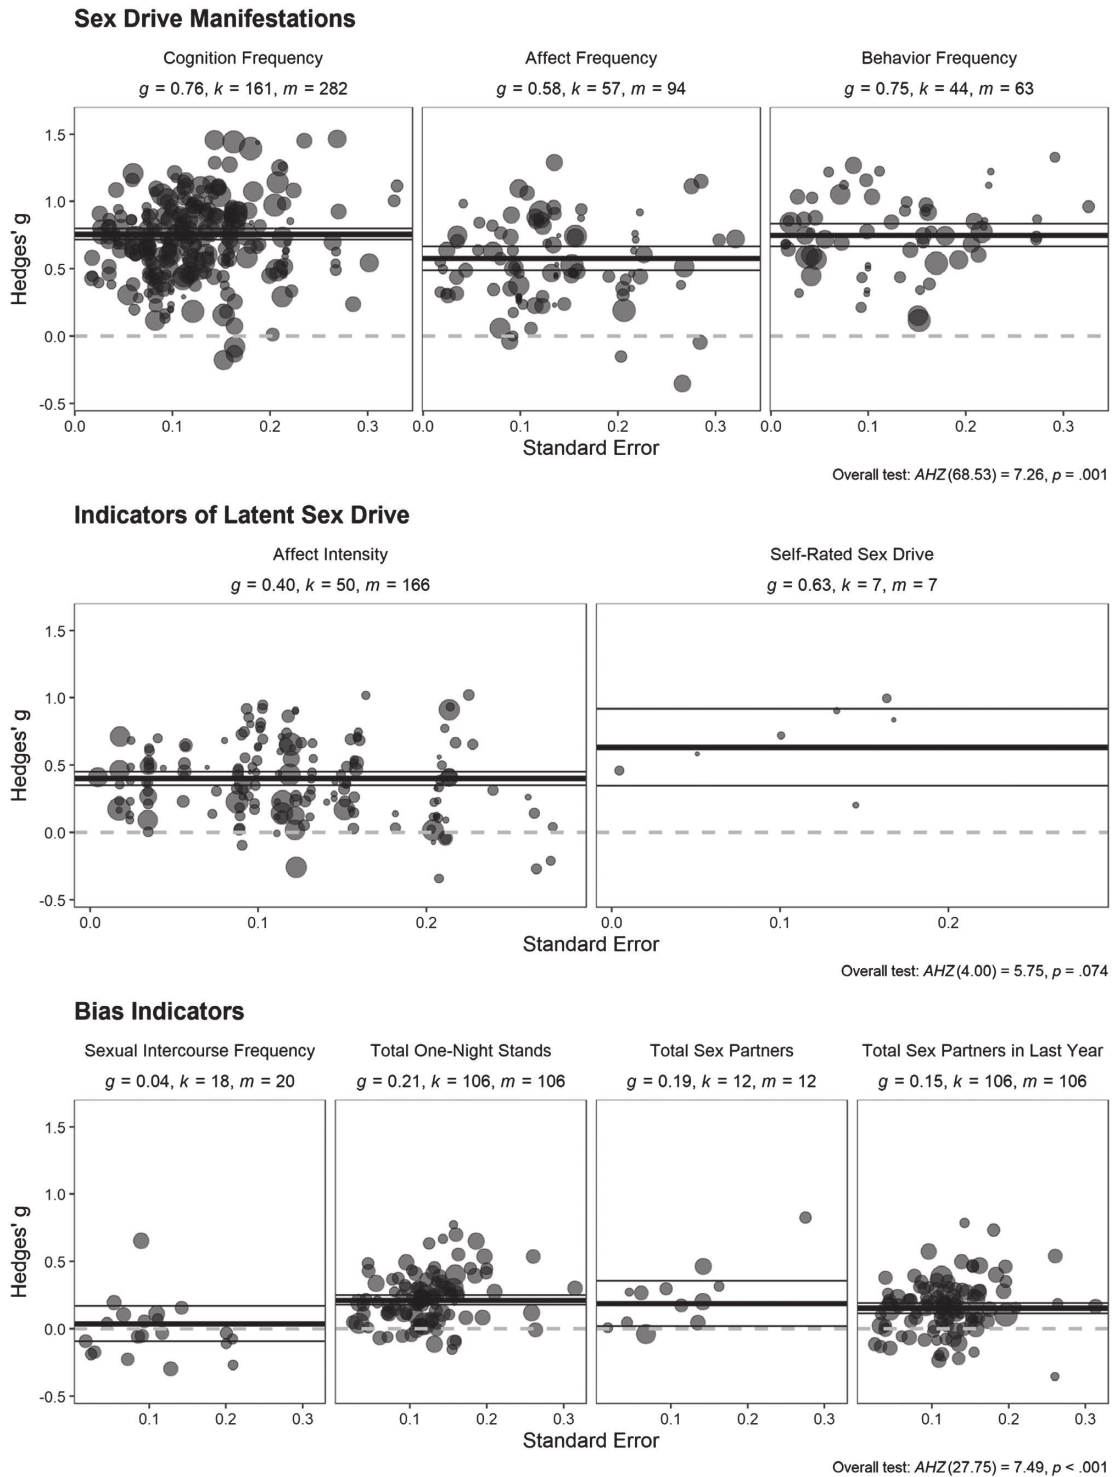 Sex Drive Manifestations
Cognition Frequency
g = 0.76, k = 161, m = 282
Affect Frequency
g = 0.58, k = 57, m = 94
Behavior Frequency
g = 0.75, k = 44, m = 63
Hedges' g
1.5
1.0
0.5
0.0
-0.5
0.0 0.1 0.2 0.3
0.0 0.1 0.2 0.3
0.0 0.1 0.2 0.3
Standard Error
Overall test: AHZ(68.53) = 7.26, p = .001
Indicators of Latent Sex Drive
Affect Intensity
g = 0.40, k = 50, m = 166
Self-Rated Sex Drive
g = 0.63, k = 7, m = 7
Hedges' g
1.5
1.0
0.5
0.0
-0.5
0.0 0.1 0.2
0.0 0.1 0.2
Standard Error
Overall test: AHZ(4.00) = 5.75, p = .074
Bias Indicators
Sexual Intercourse Frequency
g = 0.04, k = 18, m = 20
Total One-Night Stands
g = 0.21, k = 106, m = 106
Total Sex Partners
g = 0.19, k = 12, m = 12
Total Sex Partners in Last Year
g = 0.15, k = 106, m = 106
Hedges' g
1.5
1.0
0.5
0.0
-0.5
0.1 0.2 0.3
0.1 0.2 0.3
0.1 0.2 0.3
0.1 0.2 0.3
Standard Error
Overall test: AHZ(27.75) = 7.49, p < .001